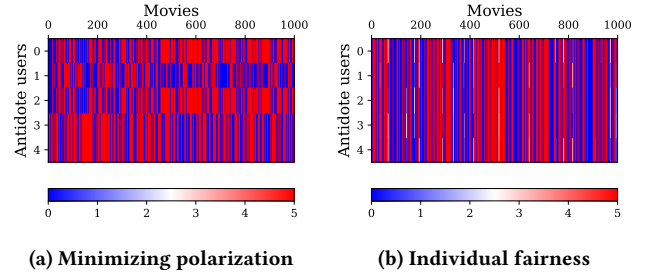 Movies
0 200 400 600 800 1000
Antidote users
0
1
2
3
4
0 1 2 3 4 5
(a) Minimizing polarization
Movies
0 200 400 600 800 1000
Antidote users
0
1
2
3
4
0 1 2 3 4 5
(b) Individual fairness